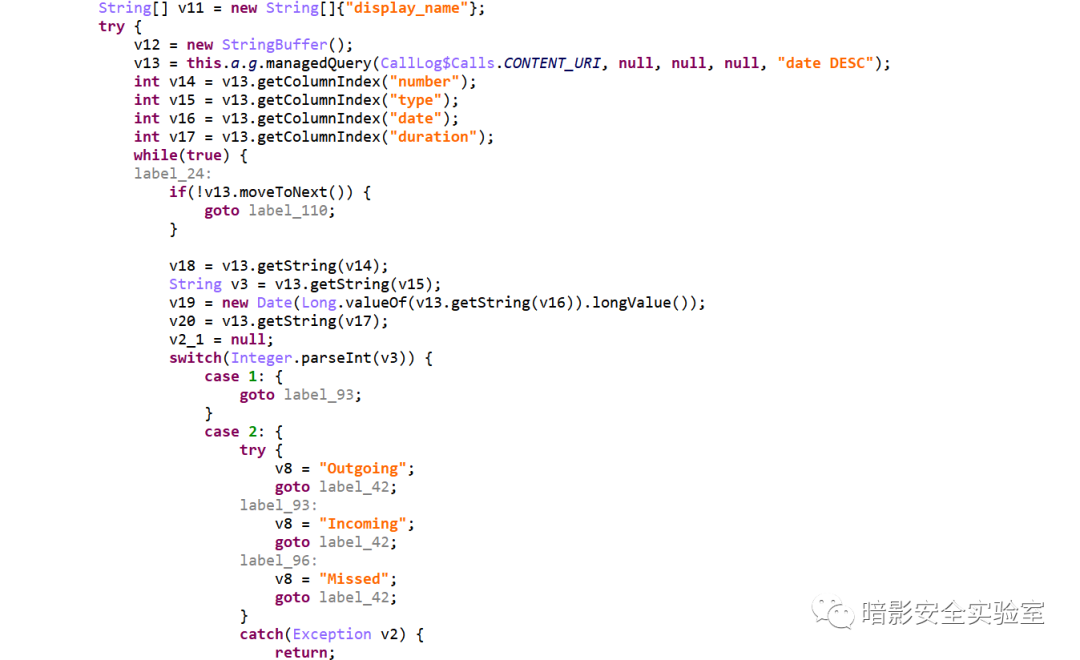 String[] v11 = new String[]{"display_name"};
try {
    v12 = new StringBuffer();
    v13 = this.a.g.managedQuery(CallLog$Calls.CONTENT_URI, null, null, null, "date DESC");
    int v14 = v13.getColumnIndex("number");
    int v15 = v13.getColumnIndex("type");
    int v16 = v13.getColumnIndex("date");
    int v17 = v13.getColumnIndex("duration");
    while(true) {
    label_24:
        if(!v13.moveToNext()) {
            goto label_110;
        }

        v18 = v13.getString(v14);
        String v3 = v13.getString(v15);
        v19 = new Date(Long.valueOf(v13.getString(v16)).longValue());
        v20 = v13.getString(v17);
        v2_1 = null;
        switch(Integer.parseInt(v3)) {
            case 1: {
                goto label_93;
            }
            case 2: {
                try {
                    v8 = "Outgoing";
                    goto label_42;
                label_93:
                    v8 = "Incoming";
                    goto label_42;
                label_96:
                    v8 = "Missed";
                    goto label_42;
                }
                catch(Exception v2) {
                    return;
暗影安全实验室